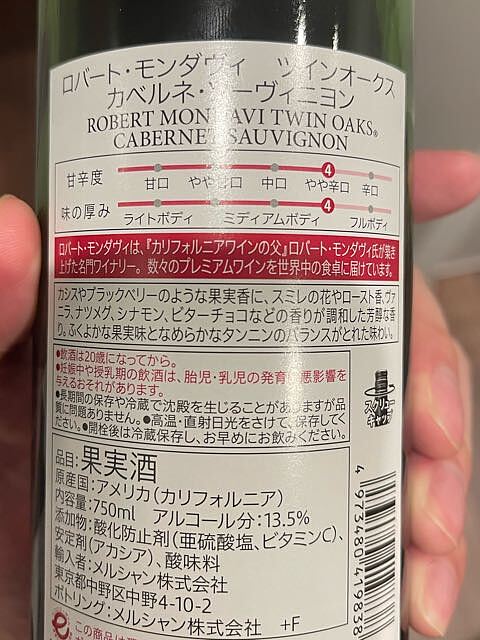 ロバート・モンダヴィ ツインオークス
カベルネ・ソーヴィニヨン
ROBERT MONDAVI TWIN OAKS®
CABERNET SAUVIGNON
甘辛度
4
甘口 やや甘口 中口 やや辛口 辛口
味の厚み
4
ライトボディ ミディアムボディ フルボディ
ロバート・モンダヴィは、『カリフォルニアワインの父』ロバート・モンダヴィ氏が築き
上げた名門ワイナリー。数々のプレミアムワインを世界中の食卓に届けています。
カシスやブラックベリーのような果実香に、スミレの花やロースト香、ヴァニ
ラ、ナツメグ、シナモン、ビターチョコなどの香りが調和した芳醇な香
り。ふくよかな果実味となめらかなタンニンのバランスがとれた味わい。
●飲酒は20歳になってから。
●妊娠中や授乳期の飲酒は、胎児・乳児の発育に悪影響を
与えるおそれがあります。
●長期間の保存や冷蔵で沈殿を生じることがありますが品
質に問題ありません。●高温・直射日光をさけて、保存してく
ださい。●開栓後は冷蔵保存し、お早めにお飲みください。
スクリュー
キャップ
品目：果実酒
原産国：アメリカ（カリフォルニア）
内容量：750ml アルコール分：13.5%
添加物：酸化防止剤（亜硫酸塩、ビタミンC）、
安定剤（アカシア）、酸味料
輸入者：メルシャン株式会社
東京都中野区中野4-10-2
ボトリング：メルシャン株式会社 +F
4 973480 419838
この商品は